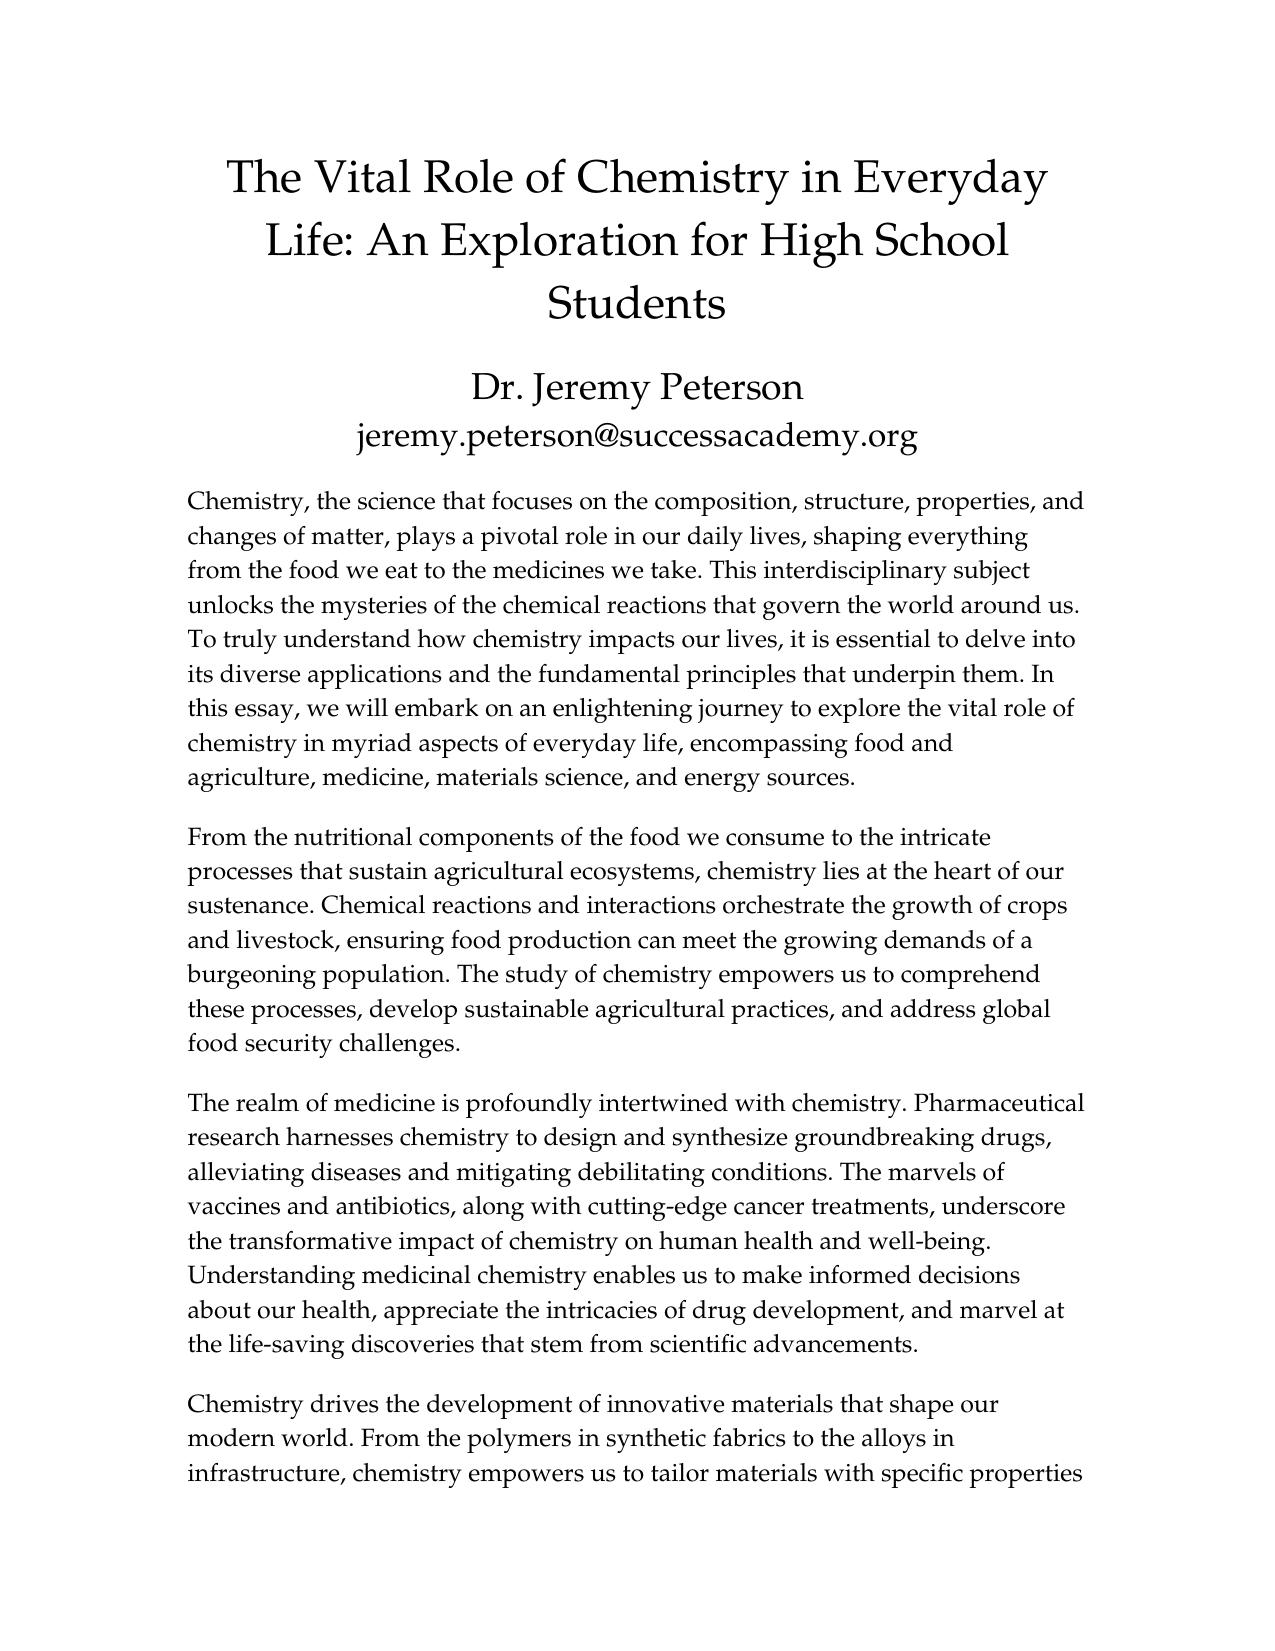 The Vital Role of Chemistry in Everyday
Life: An Exploration for High School
Students
Dr. Jeremy Peterson
jeremy.peterson@successacademy.org
Chemistry, the science that focuses on the composition, structure, properties, and
changes of matter, plays a pivotal role in our daily lives, shaping everything
from the food we eat to the medicines we take. This interdisciplinary subject
unlocks the mysteries of the chemical reactions that govern the world around us.
To truly understand how chemistry impacts our lives, it is essential to delve into
its diverse applications and the fundamental principles that underpin them. In
this essay, we will embark on an enlightening journey to explore the vital role of
chemistry in myriad aspects of everyday life, encompassing food and
agriculture, medicine, materials science, and energy sources.
From the nutritional components of the food we consume to the intricate
processes that sustain agricultural ecosystems, chemistry lies at the heart of our
sustenance. Chemical reactions and interactions orchestrate the growth of crops
and livestock, ensuring food production can meet the growing demands of a
burgeoning population. The study of chemistry empowers us to comprehend
these processes, develop sustainable agricultural practices, and address global
food security challenges.
The realm of medicine is profoundly intertwined with chemistry. Pharmaceutical
research harnesses chemistry to design and synthesize groundbreaking drugs,
alleviating diseases and mitigating debilitating conditions. The marvels of
vaccines and antibiotics, along with cutting-edge cancer treatments, underscore
the transformative impact of chemistry on human health and well-being.
Understanding medicinal chemistry enables us to make informed decisions
about our health, appreciate the intricacies of drug development, and marvel at
the life-saving discoveries that stem from scientific advancements.
Chemistry drives the development of innovative materials that shape our
modern world. From the polymers in synthetic fabrics to the alloys in
infrastructure, chemistry empowers us to tailor materials with specific properties